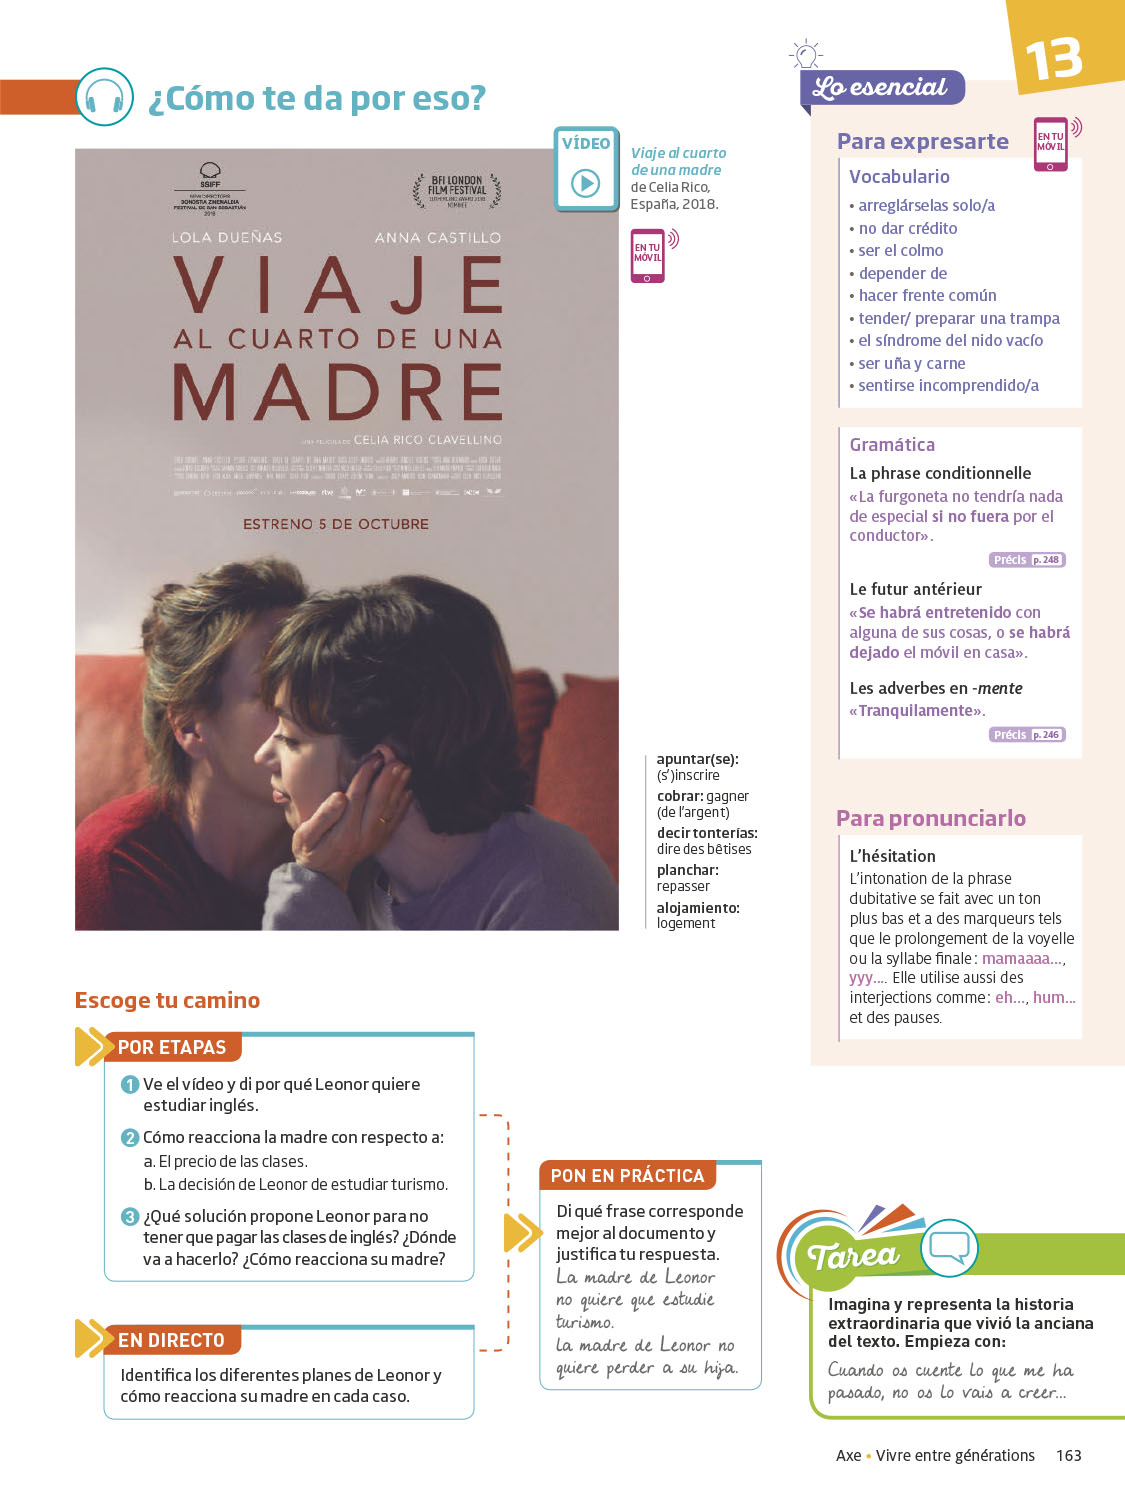 13
¿Cómo te da por eso?
VÍDEO
Viaje al cuarto
de una madre
de Celia Rico,
España, 2018.
EN TU
MÓVIL
SSIFF
FESTIVAL DE SAN SEBASTIÁN
2018
BFI LONDON
FILM FESTIVAL
NOMINEE
LOLA DUEÑAS
ANNA CASTILLO
VIAJE
AL CUARTO DE UNA
MADRE
UNA PELÍCULA DE CELIA RICO CLAVELLINO
ESTRENO 5 DE OCTUBRE
apuntar(se):
(s')inscrire
cobrar: gagner
(de l'argent)
decir tonterías:
dire des bêtises
planchar:
repasser
alojamiento:
logement
Escoge tu camino
POR ETAPAS
1 Ve el vídeo y di por qué Leonor quiere
estudiar inglés.
2 Cómo reacciona la madre con respecto a:
a. El precio de las clases.
b. La decisión de Leonor de estudiar turismo.
3 ¿Qué solución propone Leonor para no
tener que pagar las clases de inglés? ¿Dónde
va a hacerlo? ¿Cómo reacciona su madre?
EN DIRECTO
Identifica los diferentes planes de Leonor y
cómo reacciona su madre en cada caso.
PON EN PRÁCTICA
Di qué frase corresponde
mejor al documento y
justifica tu respuesta.
La madre de Leonor
no quiere que estudie
turismo.
La madre de Leonor no
quiere perder a su hija.
Lo esencial
Para expresarte
EN TU
MÓVIL
Vocabulario
• arreglárselas solo/a
• no dar crédito
• ser el colmo
• depender de
• hacer frente común
• tender/ preparar una trampa
• el síndrome del nido vacío
• ser uña y carne
• sentirse incomprendido/a
Gramática
La phrase conditionnelle
«La furgoneta no tendría nada
de especial si no fuera por el
conductor».
Précis p. 248
Le futur antérieur
«Se habrá entretenido con
alguna de sus cosas, o se habrá
dejado el móvil en casa».
Les adverbes en -mente
«Tranquilamente».
Précis p. 246
Para pronunciarlo
L'hésitation
L'intonation de la phrase
dubitative se fait avec un ton
plus bas et a des marqueurs tels
que le prolongement de la voyelle
ou la syllabe finale : mamaaaa...,
yyy.... Elle utilise aussi des
interjections comme : eh..., hum...
et des pauses.
Tarea
Imagina y representa la historia
extraordinaria que vivió la anciana
del texto. Empieza con:
Cuando os cuente lo que me ha
pasado, no os lo vais a creer...
Axe • Vivre entre générations 163